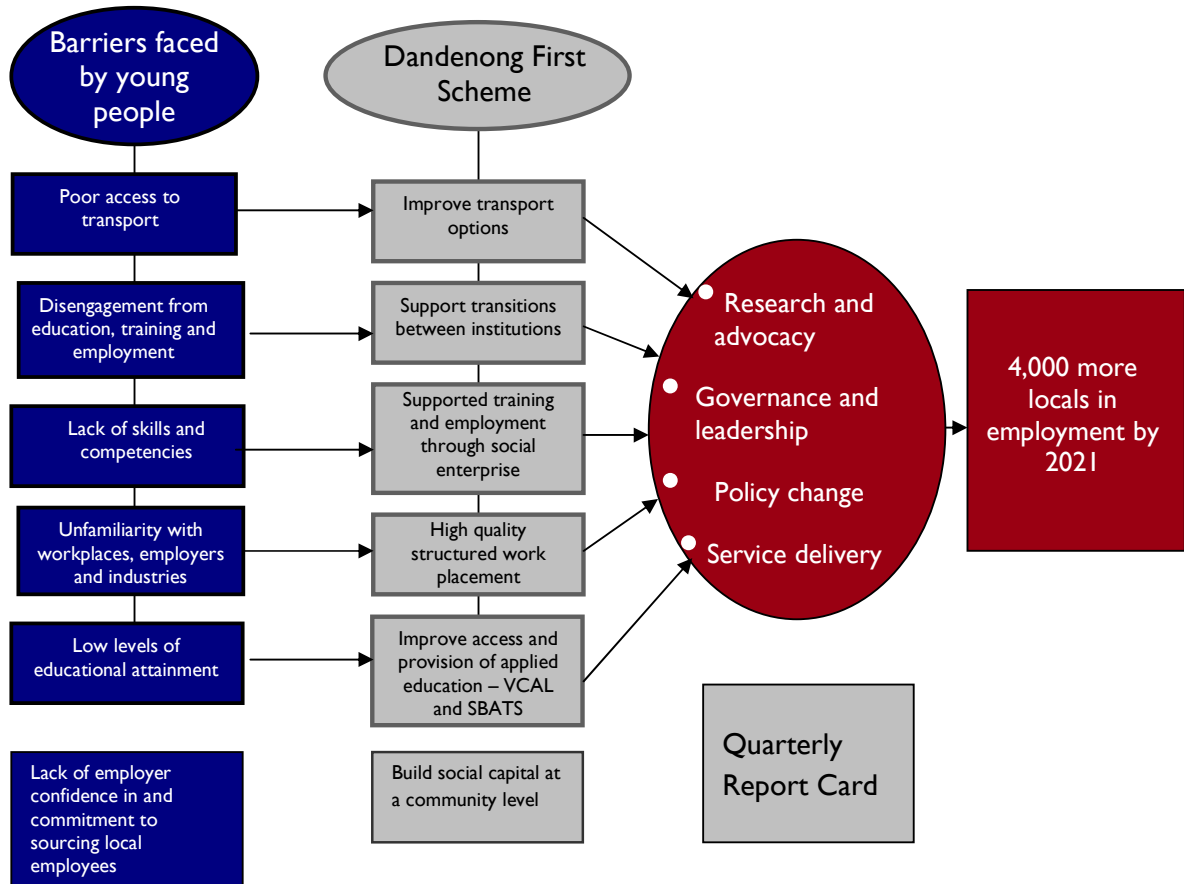 Barriers faced
by young
people
Dandenong First
Scheme
Poor access to
transport
Improve transport
options
Disengagement from
education, training and
employment
Support transitions
between institutions
Lack of skills and
competencies
Supported training
and employment
through social
enterprise
Unfamiliarity with
workplaces, employers
and industries
High quality
structured work
placement
Low levels of
educational attainment
Improve access and
provision of applied
education – VCAL
and SBATS
Lack of employer
confidence in and
commitment to
sourcing local
employees
Build social capital at
a community level
Research and
advocacy
Governance and
leadership
Policy change
Service delivery
4,000 more
locals in
employment by
2021
Quarterly
Report Card